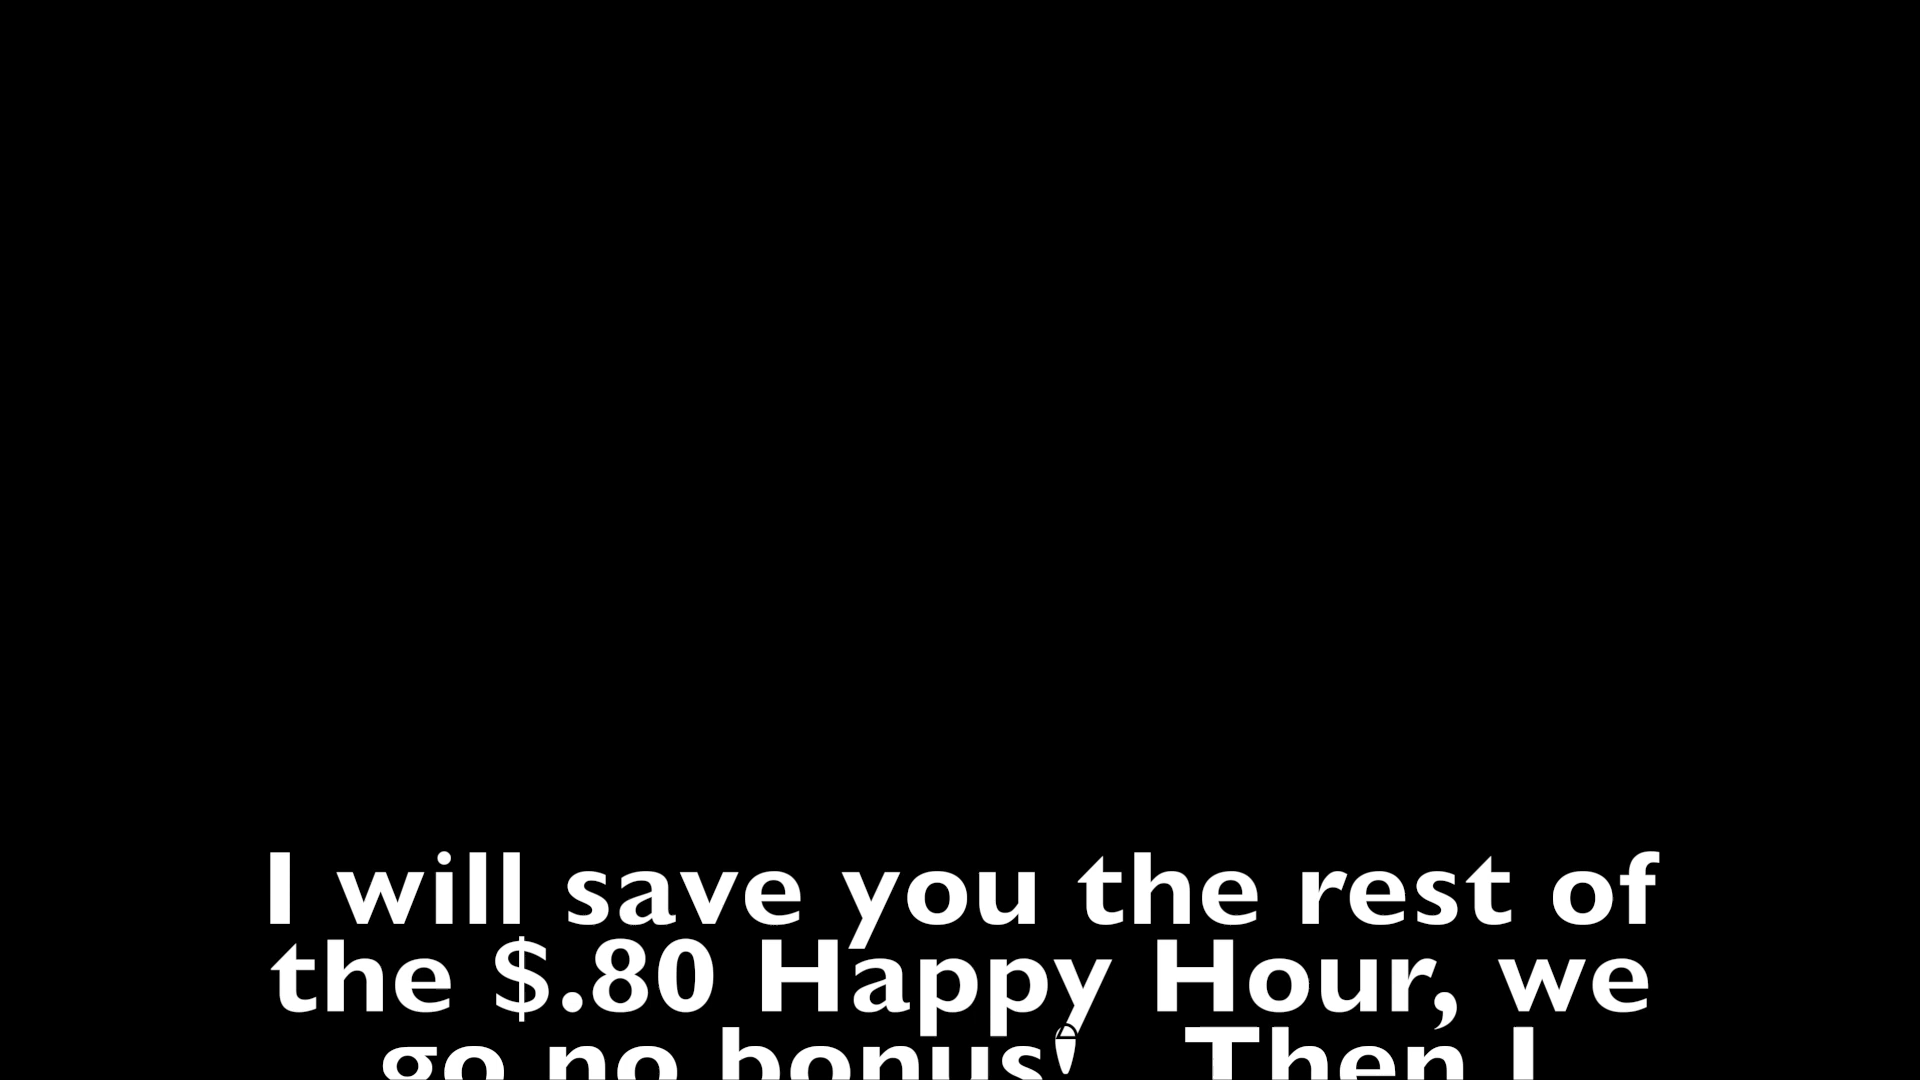 I will save you the rest of
the $.80 Happy Hour, we
go no bonus! Then I